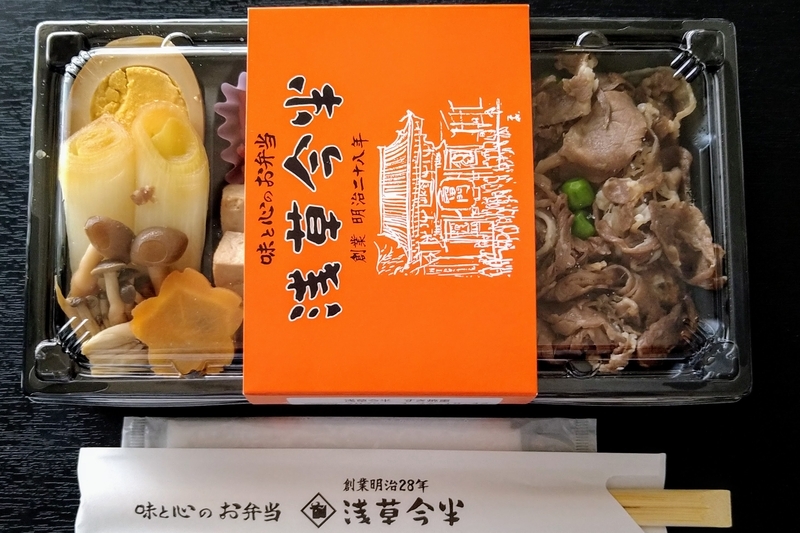 味と心のお弁当
浅草今半
創業 明治二十八年
創業明治28年
味と心のお弁当
浅草今半